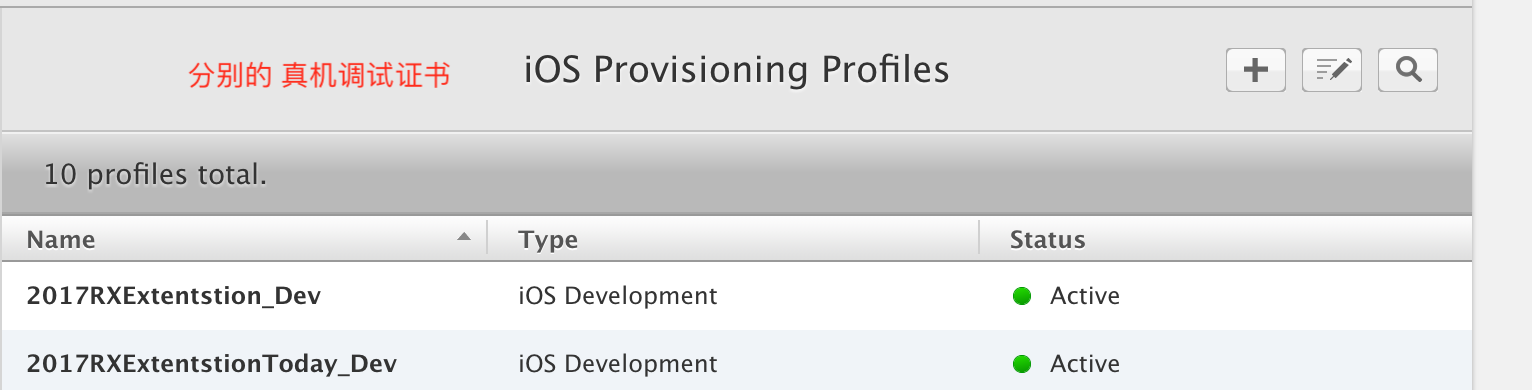 分别的 真机调试证书 iOS Provisioning Profiles
10 profiles total.
Name Type Status
2017RXExtentstion_Dev iOS Development Active
2017RXExtentstionToday_Dev iOS Development Active